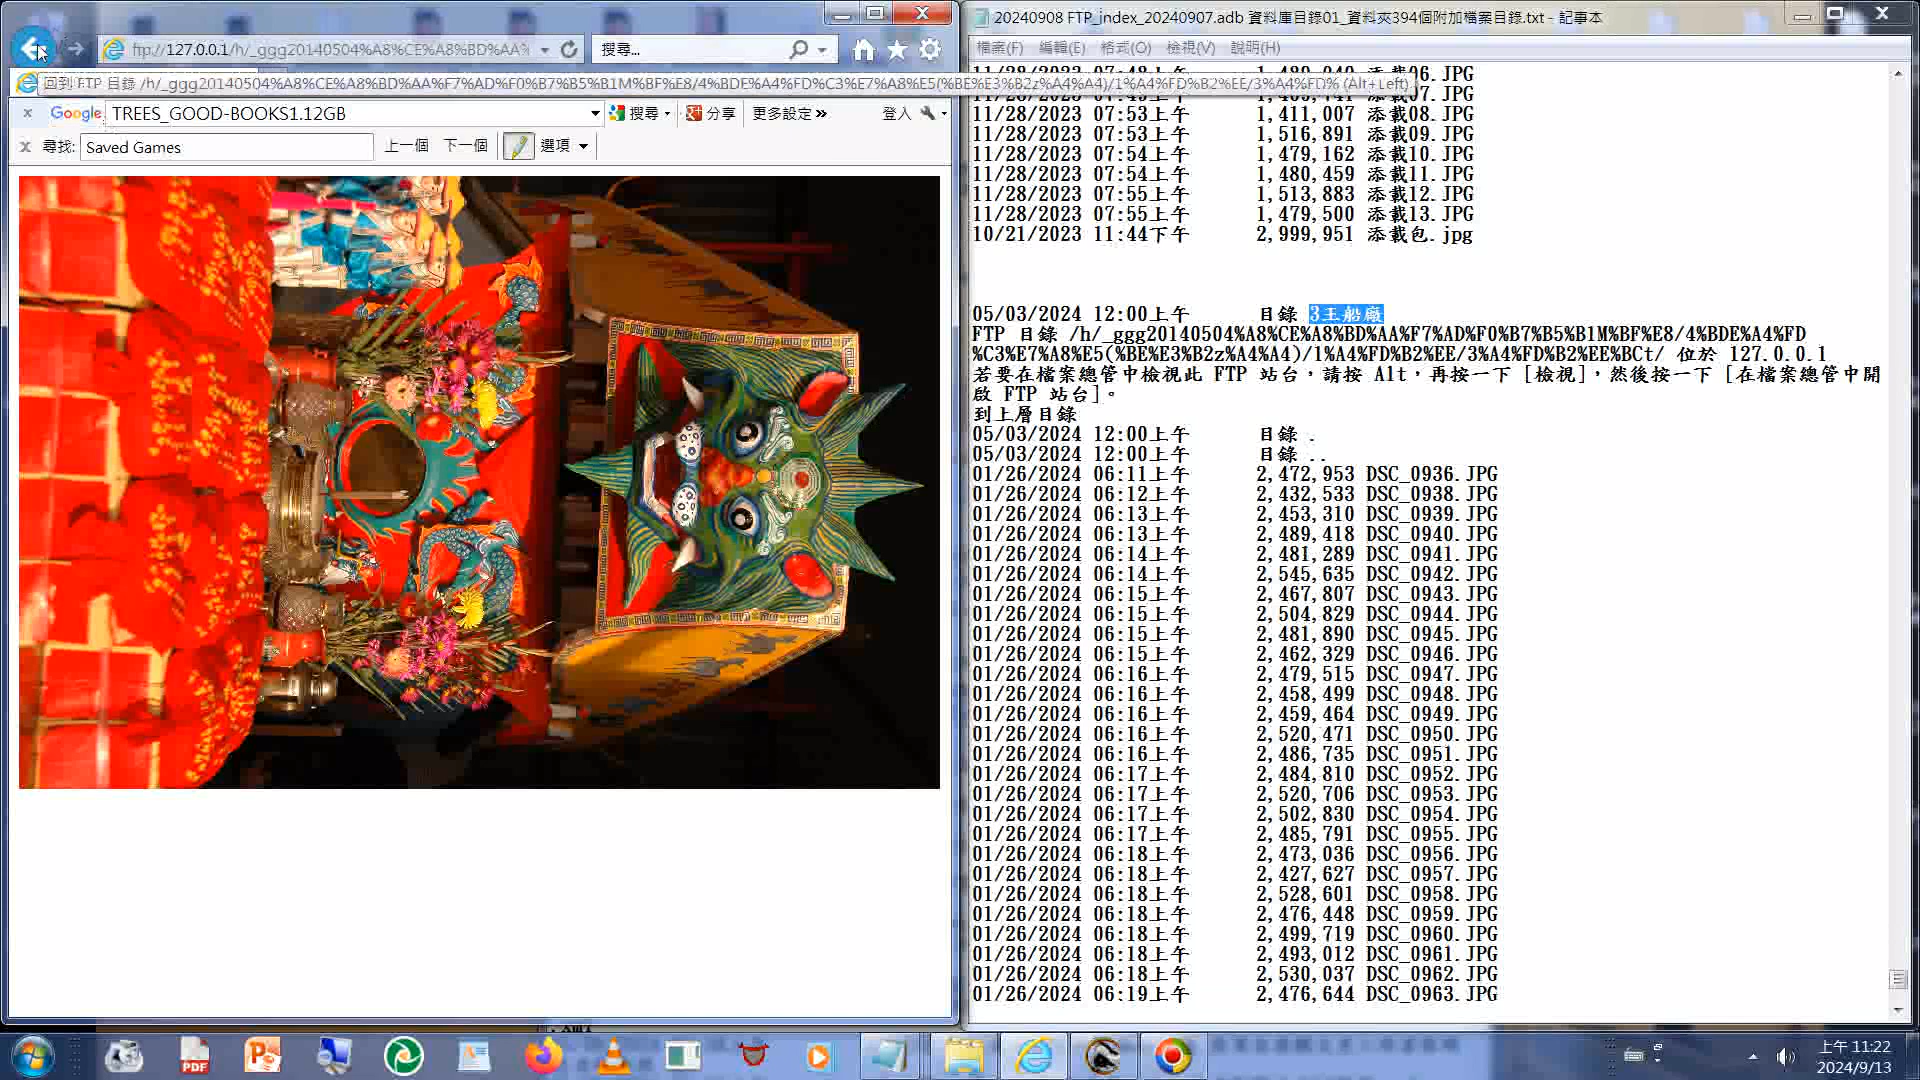 ftp://127.0.0.1/h/_ggg20140504%A8%CE%A8%BD%AA%
搜尋...
回到 FTP 目錄 /h/_ggg20140504%A8%CE%A8%BD%AA%F7%AD%F0%B7%B5%B1M%BF%E8/4%BDE%A4%FD%C3%E7%A8%E5(%BE%E3%B2z%A4%A4)/1%A4%FD%B2%EE/3%A4%FD% (Alt+Left)
x Google TREES_GOOD-BOOKS1.12GB 搜尋 分享 更多設定 » 登入
x 尋找: Saved Games 上一個 下一個 選項
20240908 FTP_index_20240907.adb 資料庫目錄01_資料夾394個附加檔案目錄.txt - 記事本
檔案(F) 編輯(E) 格式(O) 檢視(V) 說明(H)
11/28/2023 07:53上午 1,411,007 添載08.JPG
11/28/2023 07:53上午 1,516,891 添載09.JPG
11/28/2023 07:54上午 1,479,162 添載10.JPG
11/28/2023 07:54上午 1,480,459 添載11.JPG
11/28/2023 07:55上午 1,513,883 添載12.JPG
11/28/2023 07:55上午 1,479,500 添載13.JPG
10/21/2023 11:44下午 2,999,951 添載包.jpg
05/03/2024 12:00上午 目錄 3王船廠
FTP 目錄 /h/_ggg20140504%A8%CE%A8%BD%AA%F7%AD%F0%B7%B5%B1M%BF%E8/4%BDE%A4%FD
%C3%E7%A8%E5(%BE%E3%B2z%A4%A4)/1%A4%FD%B2%EE/3%A4%FD%B2%EE%BCt/ 位於 127.0.0.1
若要在檔案總管中檢視此 FTP 站台，請按 Alt，再按一下 [檢視]，然後按一下 [在檔案總管中開
啟 FTP 站台]。
到上層目錄
05/03/2024 12:00上午 目錄 .
05/03/2024 12:00上午 目錄 ..
01/26/2024 06:11上午 2,472,953 DSC_0936.JPG
01/26/2024 06:12上午 2,432,533 DSC_0938.JPG
01/26/2024 06:13上午 2,453,310 DSC_0939.JPG
01/26/2024 06:13上午 2,489,418 DSC_0940.JPG
01/26/2024 06:14上午 2,481,289 DSC_0941.JPG
01/26/2024 06:14上午 2,545,635 DSC_0942.JPG
01/26/2024 06:15上午 2,467,807 DSC_0943.JPG
01/26/2024 06:15上午 2,504,829 DSC_0944.JPG
01/26/2024 06:15上午 2,481,890 DSC_0945.JPG
01/26/2024 06:15上午 2,462,329 DSC_0946.JPG
01/26/2024 06:16上午 2,479,515 DSC_0947.JPG
01/26/2024 06:16上午 2,458,499 DSC_0948.JPG
01/26/2024 06:16上午 2,459,464 DSC_0949.JPG
01/26/2024 06:16上午 2,520,471 DSC_0950.JPG
01/26/2024 06:16上午 2,486,735 DSC_0951.JPG
01/26/2024 06:17上午 2,484,810 DSC_0952.JPG
01/26/2024 06:17上午 2,520,706 DSC_0953.JPG
01/26/2024 06:17上午 2,502,830 DSC_0954.JPG
01/26/2024 06:17上午 2,485,791 DSC_0955.JPG
01/26/2024 06:18上午 2,473,036 DSC_0956.JPG
01/26/2024 06:18上午 2,427,627 DSC_0957.JPG
01/26/2024 06:18上午 2,528,601 DSC_0958.JPG
01/26/2024 06:18上午 2,476,448 DSC_0959.JPG
01/26/2024 06:18上午 2,499,719 DSC_0960.JPG
01/26/2024 06:18上午 2,493,012 DSC_0961.JPG
01/26/2024 06:18上午 2,530,037 DSC_0962.JPG
01/26/2024 06:19上午 2,476,644 DSC_0963.JPG
PDF
上午 11:22
2024/9/13